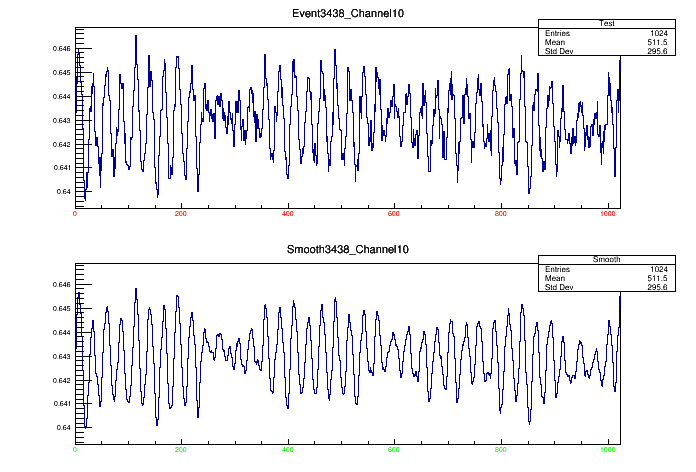 Event3438_Channel10
Test
Entries 1024
Mean 511.5
Std Dev 295.6
0.646
0.645
0.644
0.643
0.642
0.641
0.64
0 200 400 600 800 1000
Smooth3438_Channel10
Smooth
Entries 1024
Mean 511.5
Std Dev 295.6
0.646
0.645
0.644
0.643
0.642
0.641
0.64
0 200 400 600 800 1000